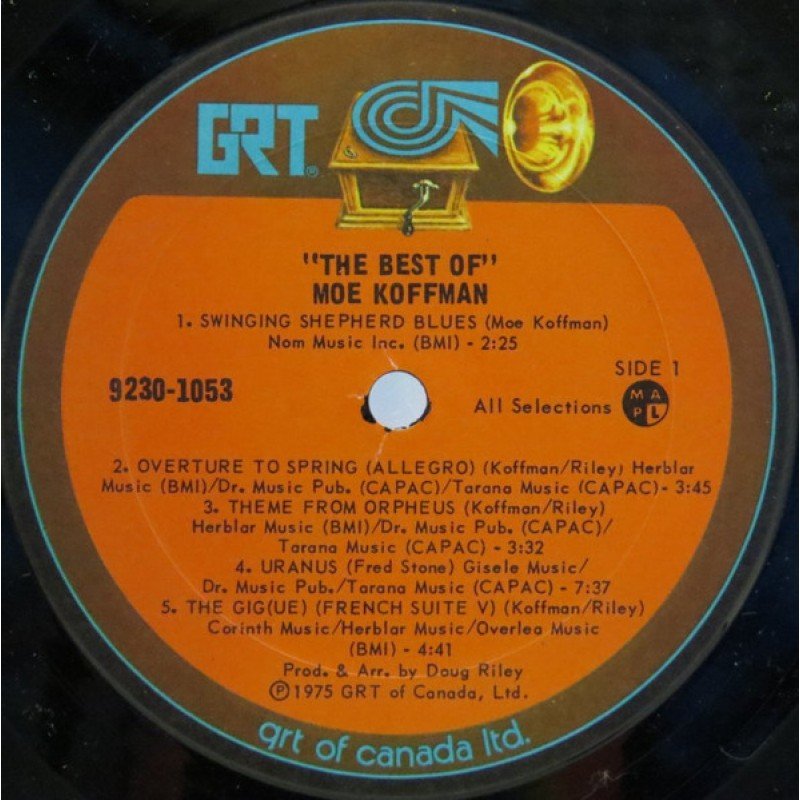 GRT®
"THE BEST OF"
MOE KOFFMAN
1. SWINGING SHEPHERD BLUES (Moe Koffman)
Nom Music Inc. (BMI) - 2:25
SIDE 1
9230-1053
All Selections
M A
P L
2. OVERTURE TO SPRING (ALLEGRO) (Koffman/Riley) Herblar
Music (BMI)/Dr. Music Pub. (CAPAC)/Tarana Music (CAPAC) - 3:45
3. THEME FROM ORPHEUS (Koffman/Riley)
Herblar Music (BMI)/Dr. Music Pub. (CAPAC)/
Tarana Music (CAPAC) - 3:32
4. URANUS (Fred Stone) Gisele Music/
Dr. Music Pub./Tarana Music (CAPAC) - 7:37
5. THE GIG(UE) (FRENCH SUITE V) (Koffman/Riley)
Corinth Music/Herblar Music/Overlea Music
(BMI) - 4:41
Prod. & Arr. by Doug Riley
℗1975 GRT of Canada, Ltd.
grt of canada ltd.